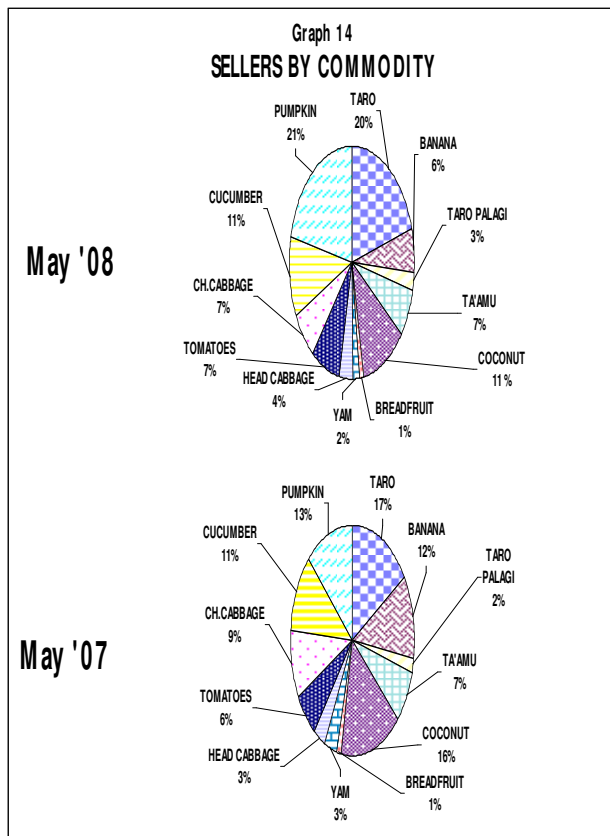 Graph 14
SELLERS BY COMMODITY
May '08
PUMPKIN
21%
TARO
20%
BANANA
6%
TARO PALAGI
3%
TA'AMU
7%
COCONUT
11%
BREADFRUIT
1%
YAM
2%
HEAD CABBAGE
4%
TOMATOES
7%
CH.CABBAGE
7%
CUCUMBER
11%
May '07
PUMPKIN
13%
TARO
17%
BANANA
12%
TARO
PALAGI
2%
TA'AMU
7%
COCONUT
16%
BREADFRUIT
1%
YAM
3%
HEAD CABBAGE
3%
TOMATOES
6%
CH.CABBAGE
9%
CUCUMBER
11%